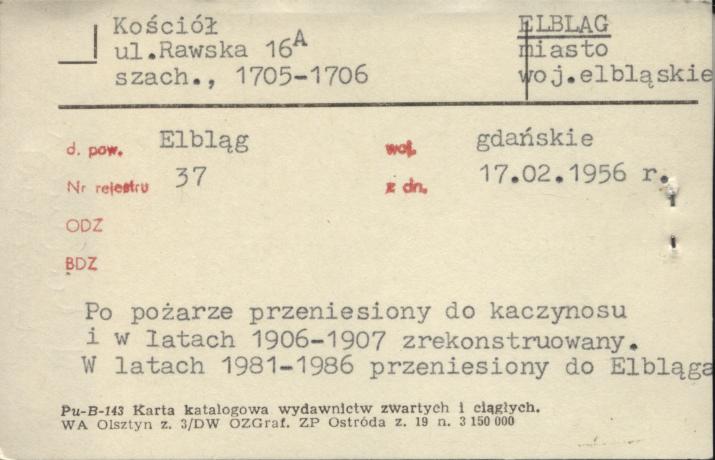 Kościół ELBLAG
ul.Rawska 16A miasto
szach., 1705-1706 woj.elbląskie
d. pow. Elbląg woj. gdańskie
Nr rejestru 37 z dn. 17.02.1956 r.
ODZ
BDZ
Po pożarze przeniesiony do kaczynosu
i w latach 1906-1907 zrekonstruowany.
W latach 1981-1986 przeniesiony do Elbląga
Pu-B-143 Karta katalogowa wydawnictw zwartych i ciągłych.
WA Olsztyn z. 3/DW OZGraf. ZP Ostróda z. 19 n. 3 150 000